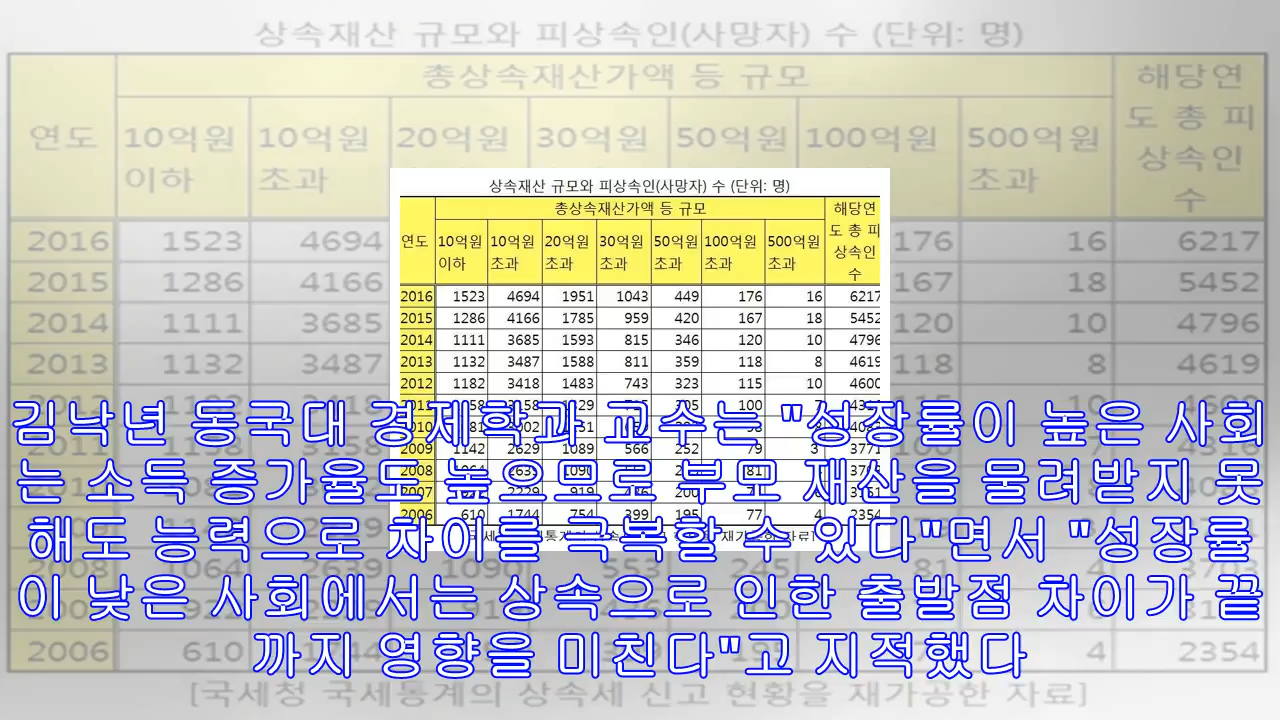 상속재산 규모와 피상속인(사망자) 수 (단위: 명)
총상속재산가액 등 규모
해당연도 총 피상속인 수
연도 10억원 이하 10억원 초과 20억원 초과 30억원 초과 50억원 초과 100억원 초과 500억원 초과
2016 1523 4694 1951 1043 449 176 16 6217
2015 1286 4166 1785 959 420 167 18 5452
2014 1111 3685 1593 815 346 120 10 4796
2013 1132 3487 1588 811 359 118 8 4619
2012 1182 3418 1483 743 323 115 10 4600
2009 1142 2629 1089 566 252 79 3 3771
2006 610 1744 754 399 195 77 4 2354
김낙년 동국대 경제학과 교수는 "성장률이 높은 사회
는 소득 증가율도 높으므로 부모 재산을 물려받지 못
해도 능력으로 차이를 극복할 수 있다"면서 "성장률
이 낮은 사회에서는 상속으로 인한 출발점 차이가 끝
까지 영향을 미친다"고 지적했다
[국세청 국세통계의 상속세 신고 현황을 재가공한 자료]